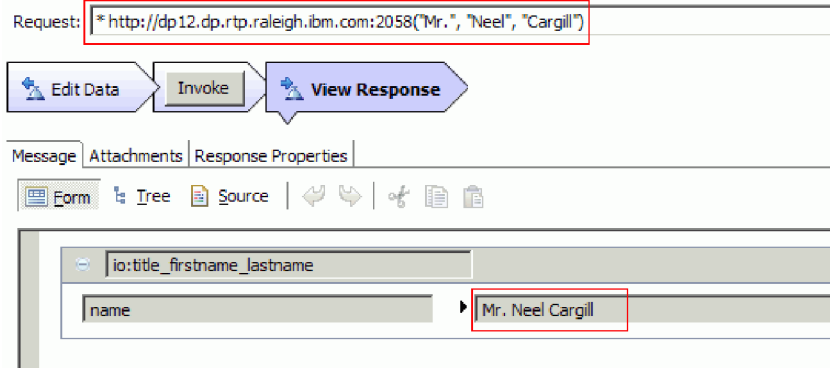 Request: * http://dp12.dp.rtp.raleigh.ibm.com:2058("Mr.", "Neel", "Cargill")
Edit Data Invoke View Response
Message Attachments Response Properties
Form Tree Source
io:title_firstname_lastname
name Mr. Neel Cargill